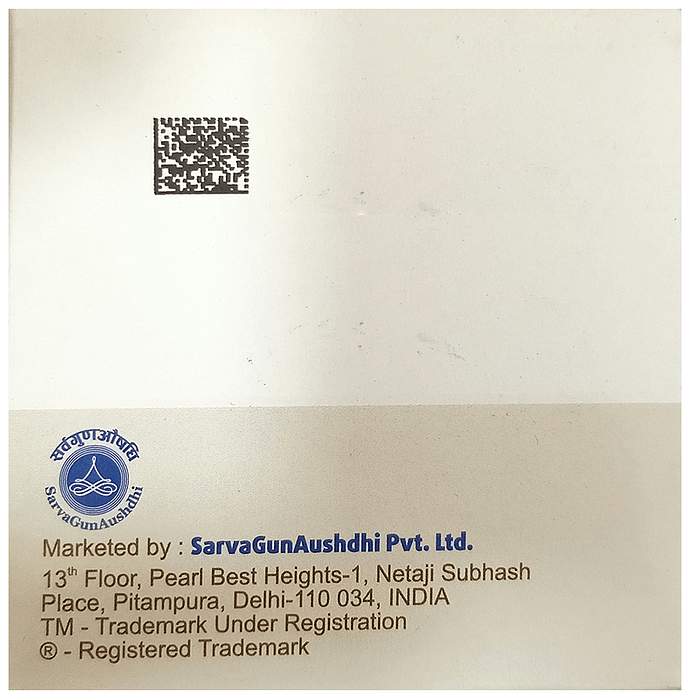 सर्वगुणऔषधि
SarvaGunAushdhi
Marketed by : SarvaGunAushdhi Pvt. Ltd.
13th Floor, Pearl Best Heights-1, Netaji Subhash
Place, Pitampura, Delhi-110 034, INDIA
TM - Trademark Under Registration
® - Registered Trademark